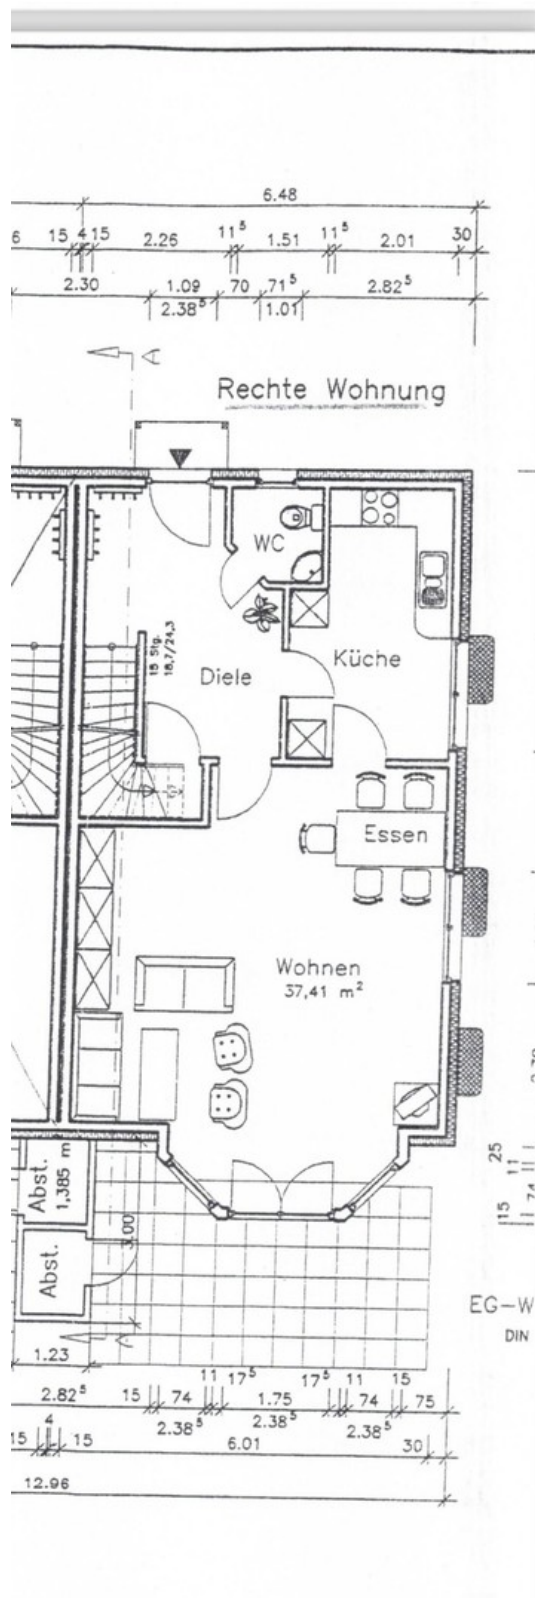 6.48
6 15 4 15 2.26 11⁵ 1.51 11⁵ 2.01 30
2.30 1.09 70 71⁵ 2.82⁵
2.38⁵ 1.01
A
Rechte Wohnung
WC
15 Stg.
18,7/24,3
Diele
Küche
Essen
Wohnen
37,41 m²
Abst.
1,385 m
3.00
Abst.
A
25
11
74
15
EG-W
DIN
1.23
2.82⁵ 15 74 11 17⁵ 1.75 17⁵ 11 74 15 75
2.38⁵ 2.38⁵ 2.38⁵
15 4 15 6.01 30
12.96